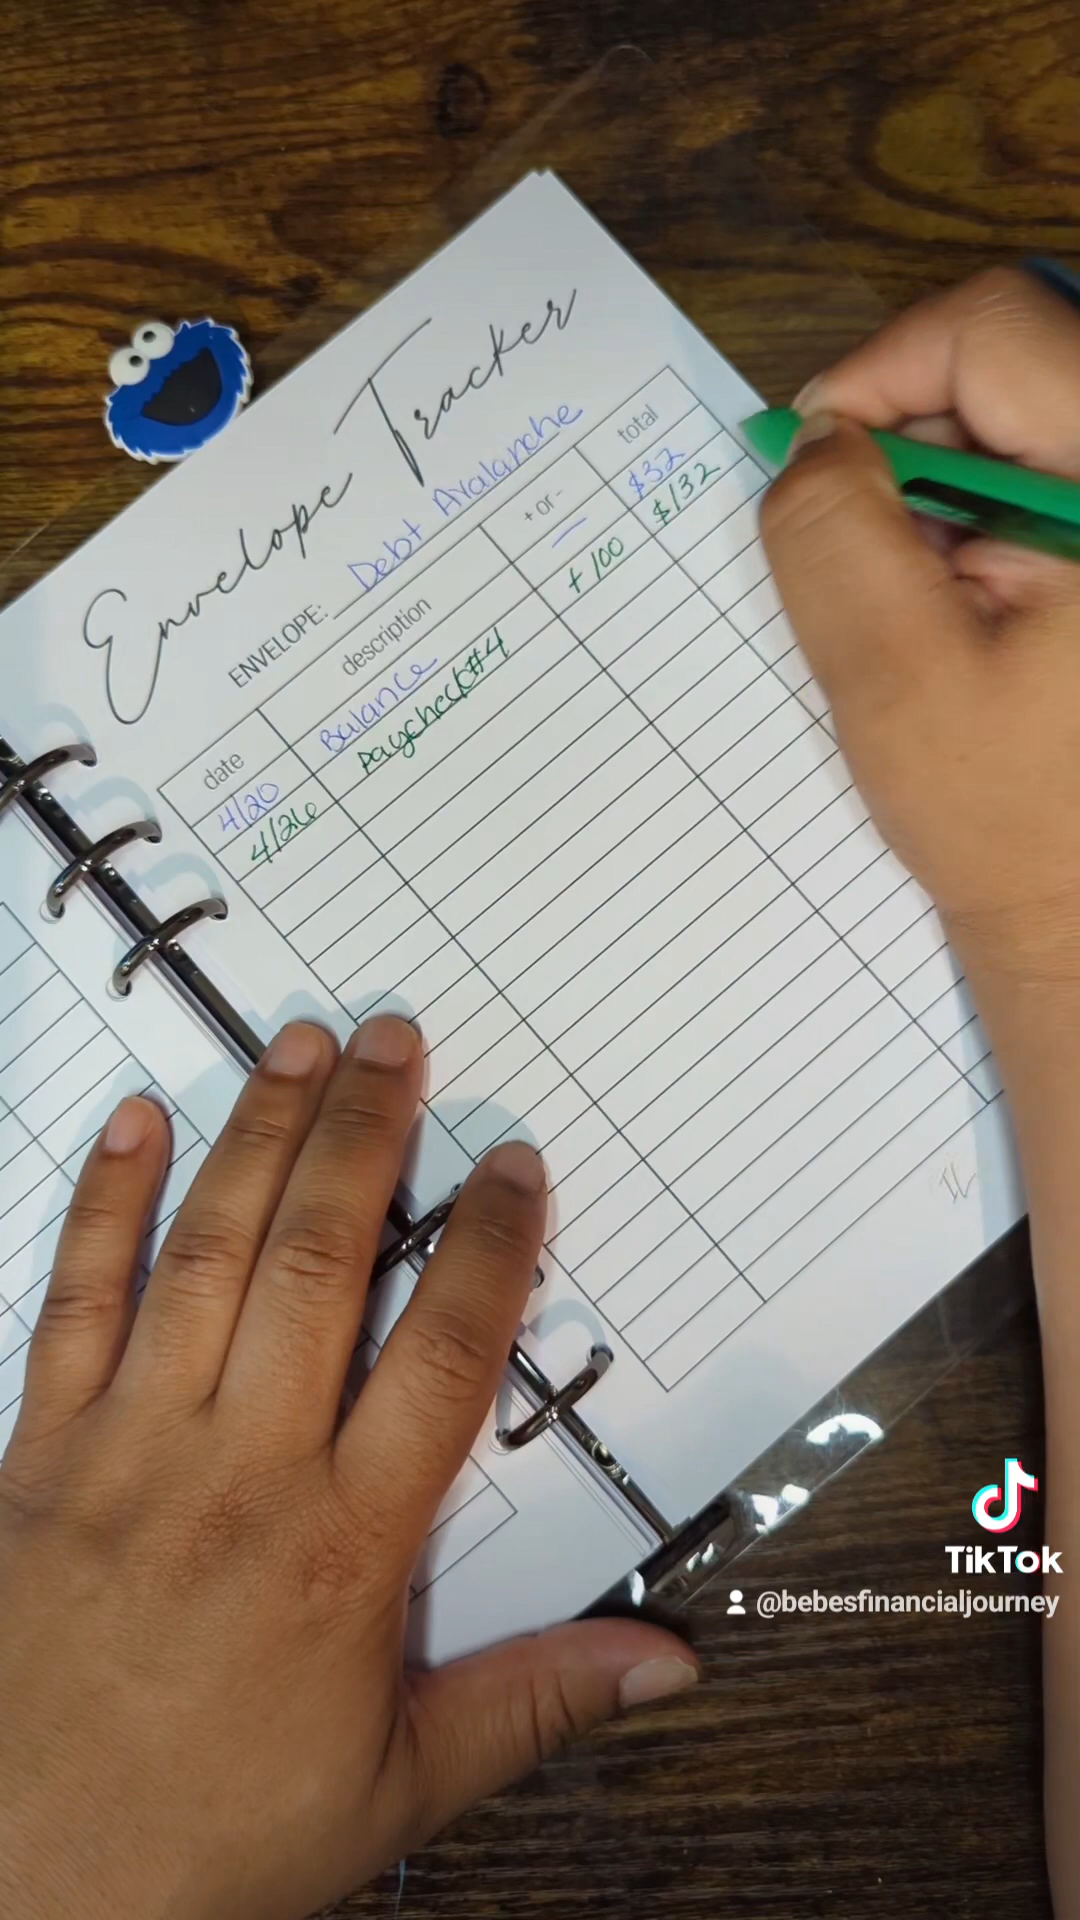 Envelope Tracker
ENVELOPE: Debt Avalanche
date description + or - total
4/20 Balance — $32
4/26 paycheck#4 + 100 $132
IL
TikTok
@bebesfinancialjourney